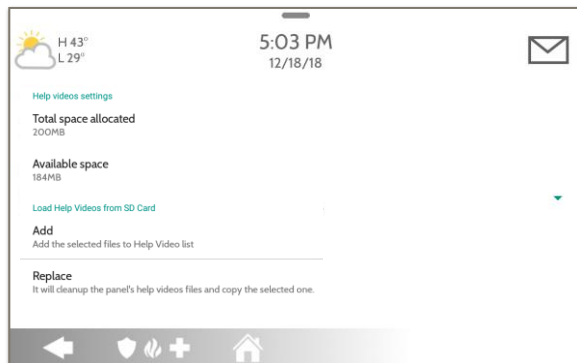 H 43°
L 29°
5:03 PM
12/18/18
Help videos settings
Total space allocated
200MB
Available space
184MB
Load Help Videos from SD Card
Add
Add the selected files to Help Video list
Replace
It will cleanup the panel's help videos files and copy the selected one.